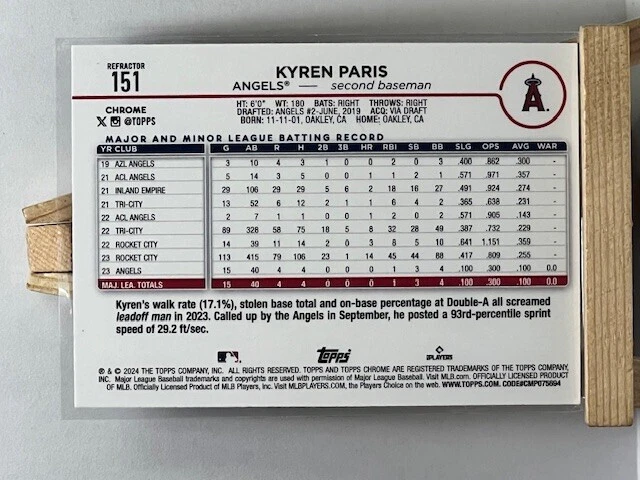 REFRACTOR
151
KYREN PARIS
ANGELS® — second baseman
CHROME
@TOPPS
HT: 6'0" WT: 180 BATS: RIGHT THROWS: RIGHT
DRAFTED: ANGELS #2-JUNE, 2019 ACQ: VIA DRAFT
BORN: 11-11-01, OAKLEY, CA HOME: OAKLEY, CA
A
MAJOR AND MINOR LEAGUE BATTING RECORD
YR CLUB G AB R H 2B 3B HR RBI SB BB SLG OPS AVG WAR
19 AZL ANGELS 3 10 4 3 1 0 0 2 0 3 .400 .862 .300 -
21 ACL ANGELS 5 14 3 5 0 0 1 1 2 1 .571 .971 .357 -
21 INLAND EMPIRE 29 106 29 29 5 6 2 18 16 27 .491 .924 .274 -
21 TRI-CITY 13 52 6 12 2 1 1 6 4 2 .365 .638 .231 -
22 ACL ANGELS 2 7 1 1 0 0 1 2 0 2 .571 .905 .143 -
22 TRI-CITY 89 328 58 75 18 5 8 32 28 49 .387 .732 .229 -
22 ROCKET CITY 14 39 11 14 2 0 3 8 5 10 .641 1.151 .359 -
23 ROCKET CITY 113 415 79 106 23 1 14 45 44 88 .417 .809 .255 -
23 ANGELS 15 40 4 4 0 0 0 1 3 4 .100 .300 .100 0.0
MAJ. LEA. TOTALS 15 40 4 4 0 0 0 1 3 4 .100 .300 .100 0.0
Kyren's walk rate (17.1%), stolen base total and on-base percentage at Double-A all screamed
leadoff man in 2023. Called up by the Angels in September, he posted a 93rd-percentile sprint
speed of 29.2 ft/sec.
topps
PLAYERS
® & © 2024 THE TOPPS COMPANY, INC. ALL RIGHTS RESERVED. TOPPS AND TOPPS CHROME ARE REGISTERED TRADEMARKS OF THE TOPPS COMPANY,
INC. Major League Baseball trademarks and copyrights are used with permission of Major League Baseball. Visit MLB.com. OFFICIALLY LICENSED PRODUCT
OF MLB. Officially Licensed Product of MLB Players, Inc. Visit MLBPLAYERS.COM, the Players Choice on the web. WWW.TOPPS.COM. CODE#CMP075694